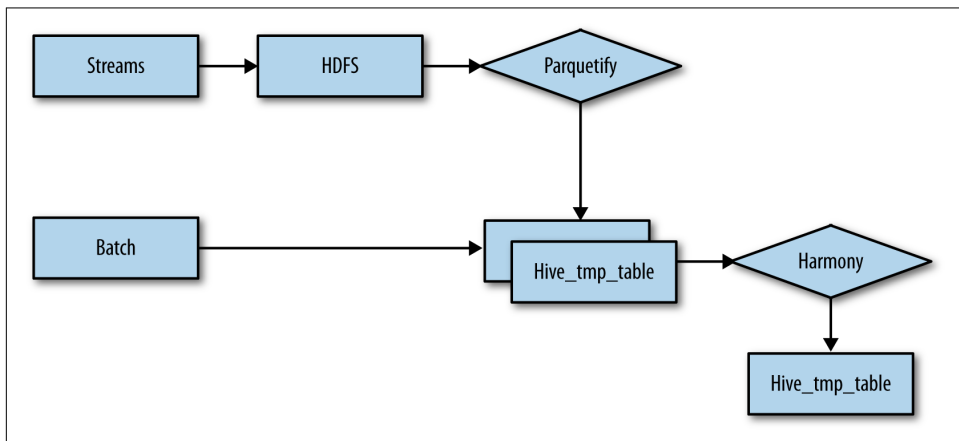 Streams
HDFS
Parquetify
Batch
Hive_tmp_table
Harmony
Hive_tmp_table